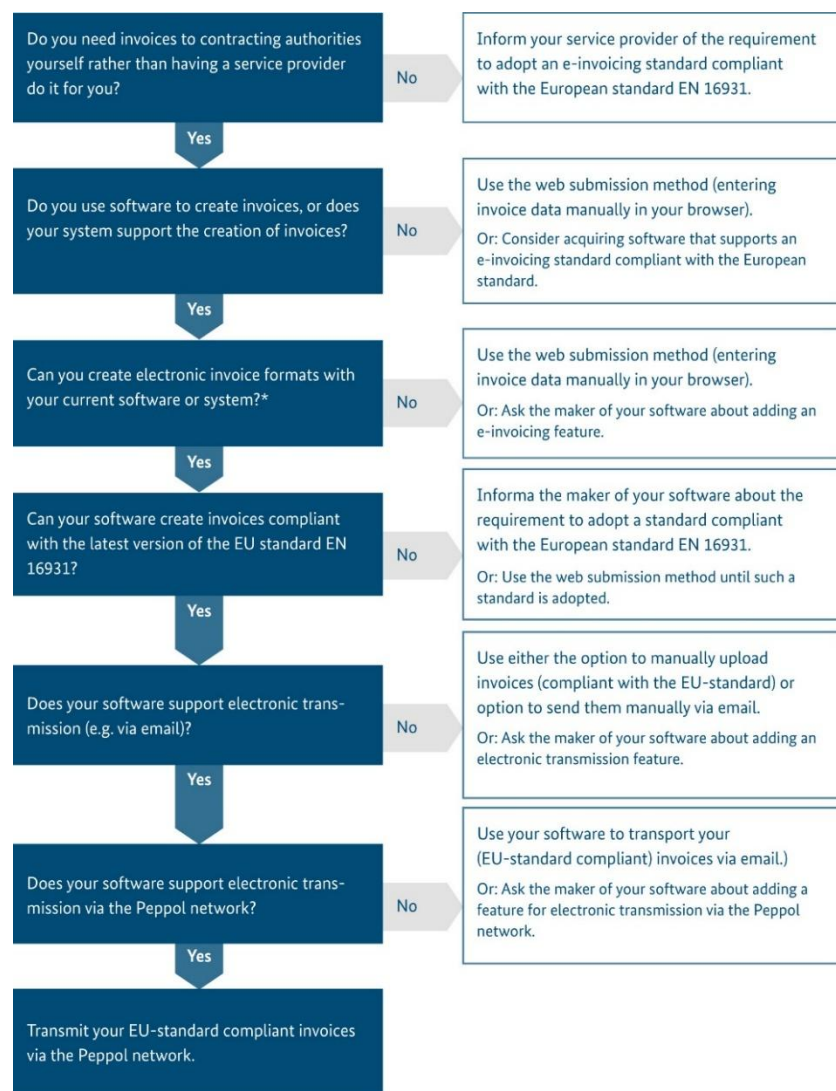 Do you need invoices to contracting authorities
yourself rather than having a service provider
do it for you?
No
Inform your service provider of the requirement
to adopt an e-invoicing standard compliant
with the European standard EN 16931.
Yes
Do you use software to create invoices, or does
your system support the creation of invoices?
No
Use the web submission method (entering
invoice data manually in your browser).
Or: Consider acquiring software that supports an
e-invoicing standard compliant with the European
standard.
Yes
Can you create electronic invoice formats with
your current software or system?*
No
Use the web submission method (entering
invoice data manually in your browser).
Or: Ask the maker of your software about adding an
e-invoicing feature.
Yes
Can your software create invoices compliant
with the latest version of the EU standard EN
16931?
No
Informa the maker of your software about the
requirement to adopt a standard compliant
with the European standard EN 16931.
Or: Use the web submission method until such a
standard is adopted.
Yes
Does your software support electronic trans-
mission (e.g. via email)?
No
Use either the option to manually upload
invoices (compliant with the EU-standard) or
option to send them manually via email.
Or: Ask the maker of your software about adding an
electronic transmission feature.
Yes
Does your software support electronic trans-
mission via the Peppol network?
No
Use your software to transport your
(EU-standard compliant) invoices via email.)
Or: Ask the maker of your software about adding a
feature for electronic transmission via the Peppol
network.
Yes
Transmit your EU-standard compliant invoices
via the Peppol network.